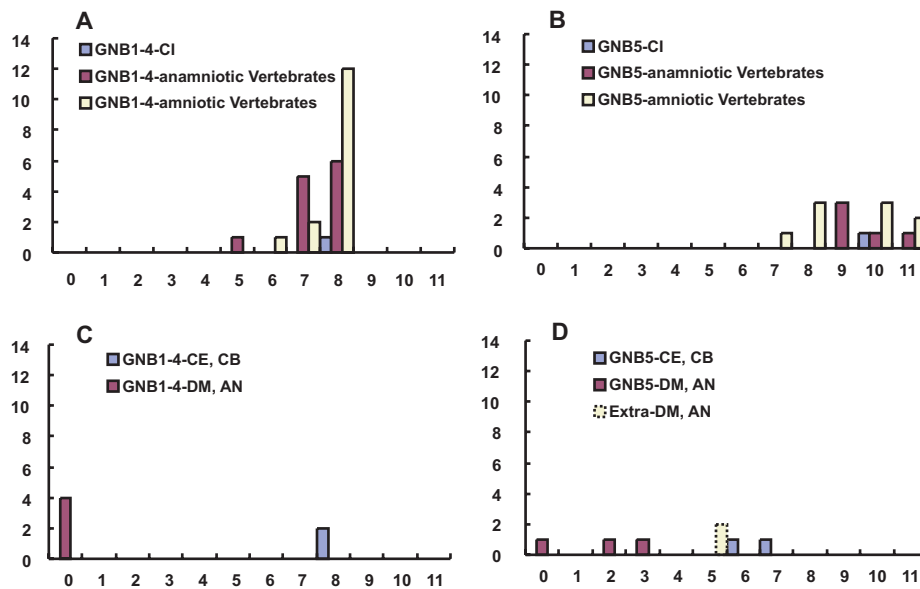 A
14
12
10
8
6
4
2
0
GNB1-4-CI
GNB1-4-anamniotic Vertebrates
GNB1-4-amniotic Vertebrates
0 1 2 3 4 5 6 7 8 9 10 11
B
14
12
10
8
6
4
2
0
GNB5-CI
GNB5-anamniotic Vertebrates
GNB5-amniotic Vertebrates
0 1 2 3 4 5 6 7 8 9 10 11
C
14
12
10
8
6
4
2
0
GNB1-4-CE, CB
GNB1-4-DM, AN
0 1 2 3 4 5 6 7 8 9 10 11
D
14
12
10
8
6
4
2
0
GNB5-CE, CB
GNB5-DM, AN
Extra-DM, AN
0 1 2 3 4 5 6 7 8 9 10 11